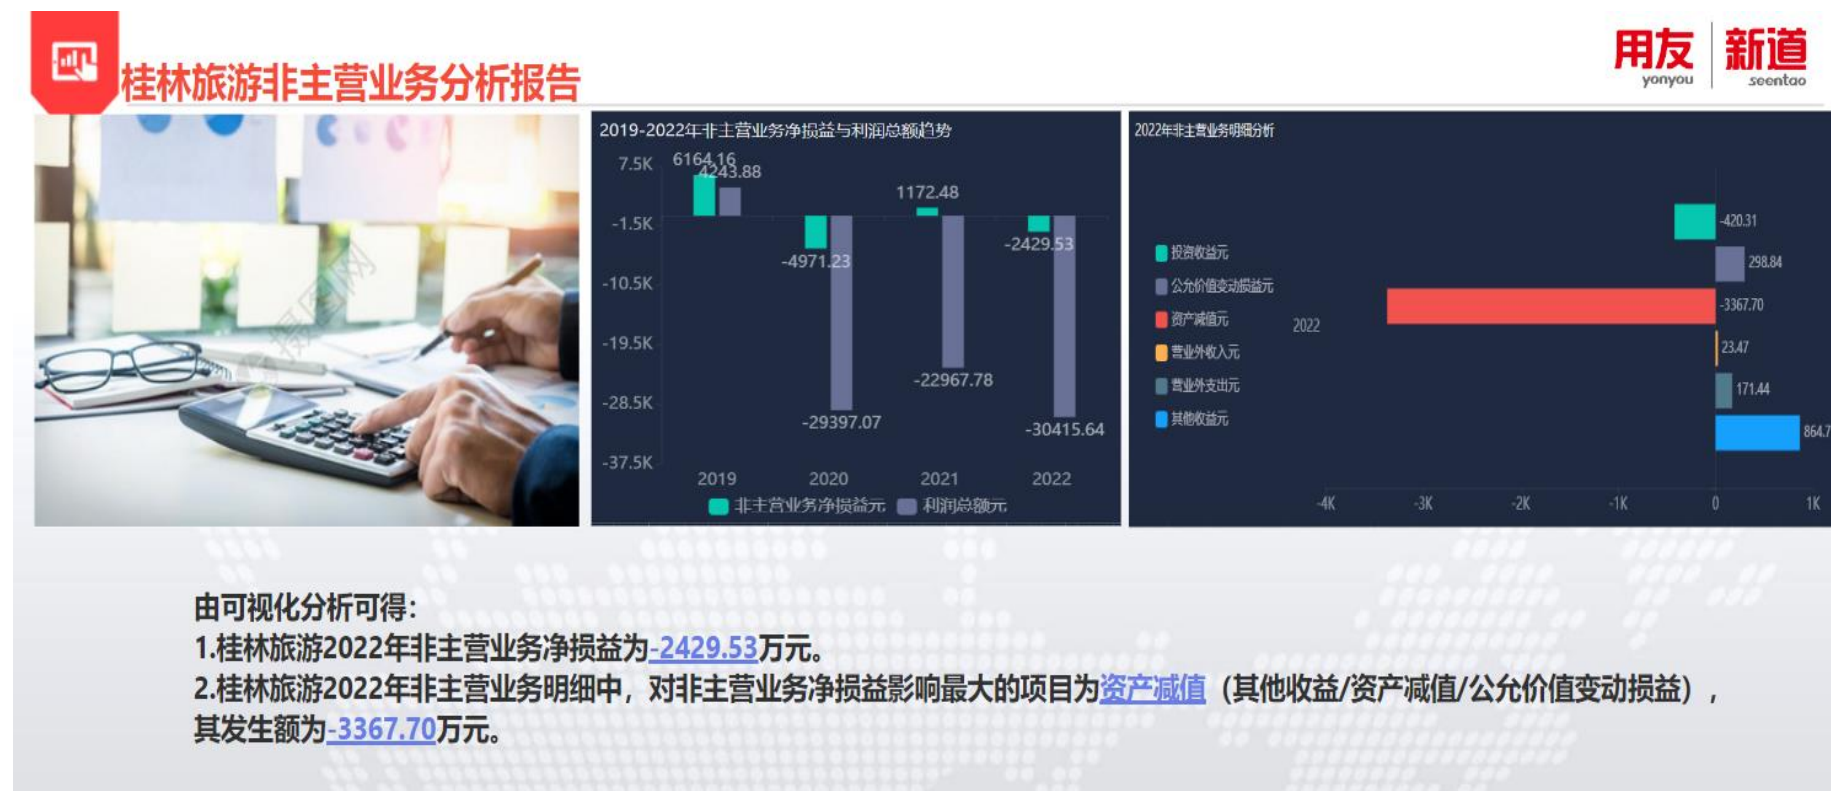 桂林旅游非主营业务分析报告
用友 新道
yonyou seentao
2019-2022年非主营业务净损益与利润总额趋势
7.5K
-1.5K
-10.5K
-19.5K
-28.5K
-37.5K
6164.16
4243.88
-4971.23
-29397.07
1172.48
-22967.78
-2429.53
-30415.64
2019 2020 2021 2022
非主营业务净损益元 利润总额元
2022年非主营业务明细分析
投资收益元
公允价值变动损益元
资产减值元
营业外收入元
营业外支出元
其他收益元
2022
-420.31
298.84
-3367.70
23.47
171.44
864.7
-4K -3K -2K -1K 0 1K
摄图网
由可视化分析可得：
1.桂林旅游2022年非主营业务净损益为-2429.53万元。
2.桂林旅游2022年非主营业务明细中，对非主营业务净损益影响最大的项目为资产减值（其他收益/资产减值/公允价值变动损益），
其发生额为-3367.70万元。